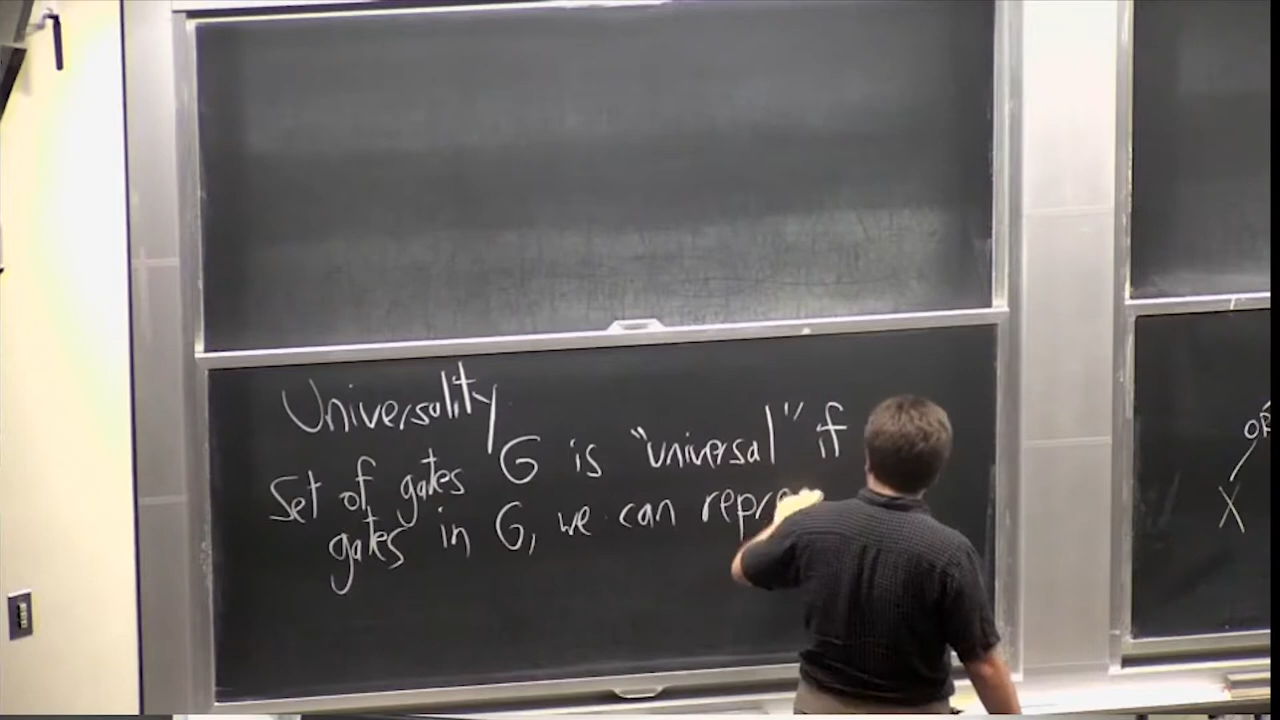 Universality
Set of gates G is "universal" if
gates in G, we can repre
OR
X